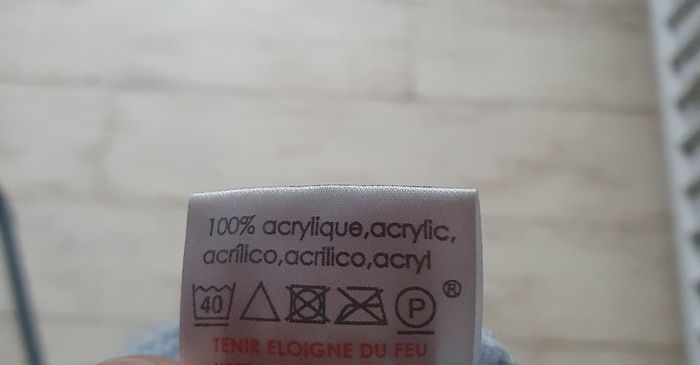 100% acrylique,acrylic,
acrílico,acrilico,acryl
40 P ®
TENIR ELOIGNE DU FEU